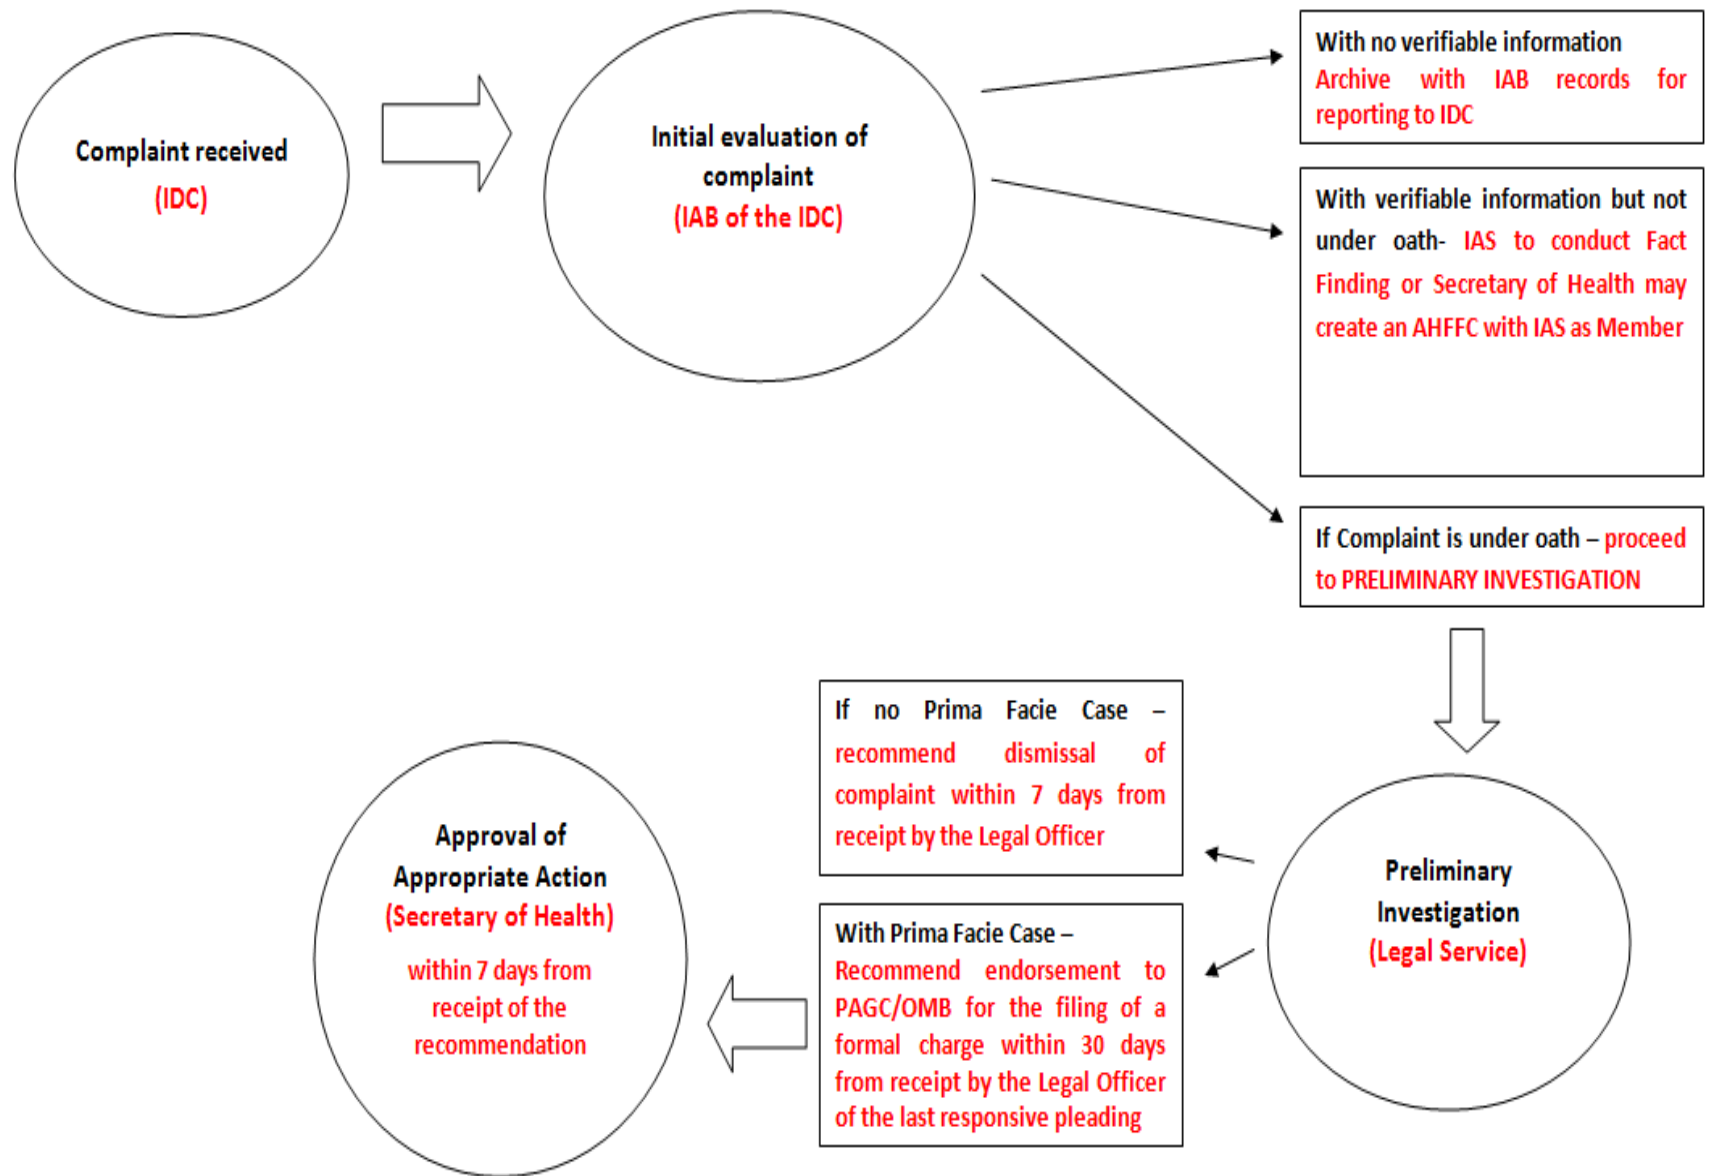 Complaint received
(IDC)
Initial evaluation of
complaint
(IAB of the IDC)
With no verifiable information
Archive with IAB records for
reporting to IDC
With verifiable information but not
under oath- IAS to conduct Fact
Finding or Secretary of Health may
create an AHFFC with IAS as Member
If Complaint is under oath – proceed
to PRELIMINARY INVESTIGATION
Preliminary
Investigation
(Legal Service)
If no Prima Facie Case –
recommend dismissal of
complaint within 7 days from
receipt by the Legal Officer
With Prima Facie Case –
Recommend endorsement to
PAGC/OMB for the filing of a
formal charge within 30 days
from receipt by the Legal Officer
of the last responsive pleading
Approval of
Appropriate Action
(Secretary of Health)
within 7 days from
receipt of the
recommendation